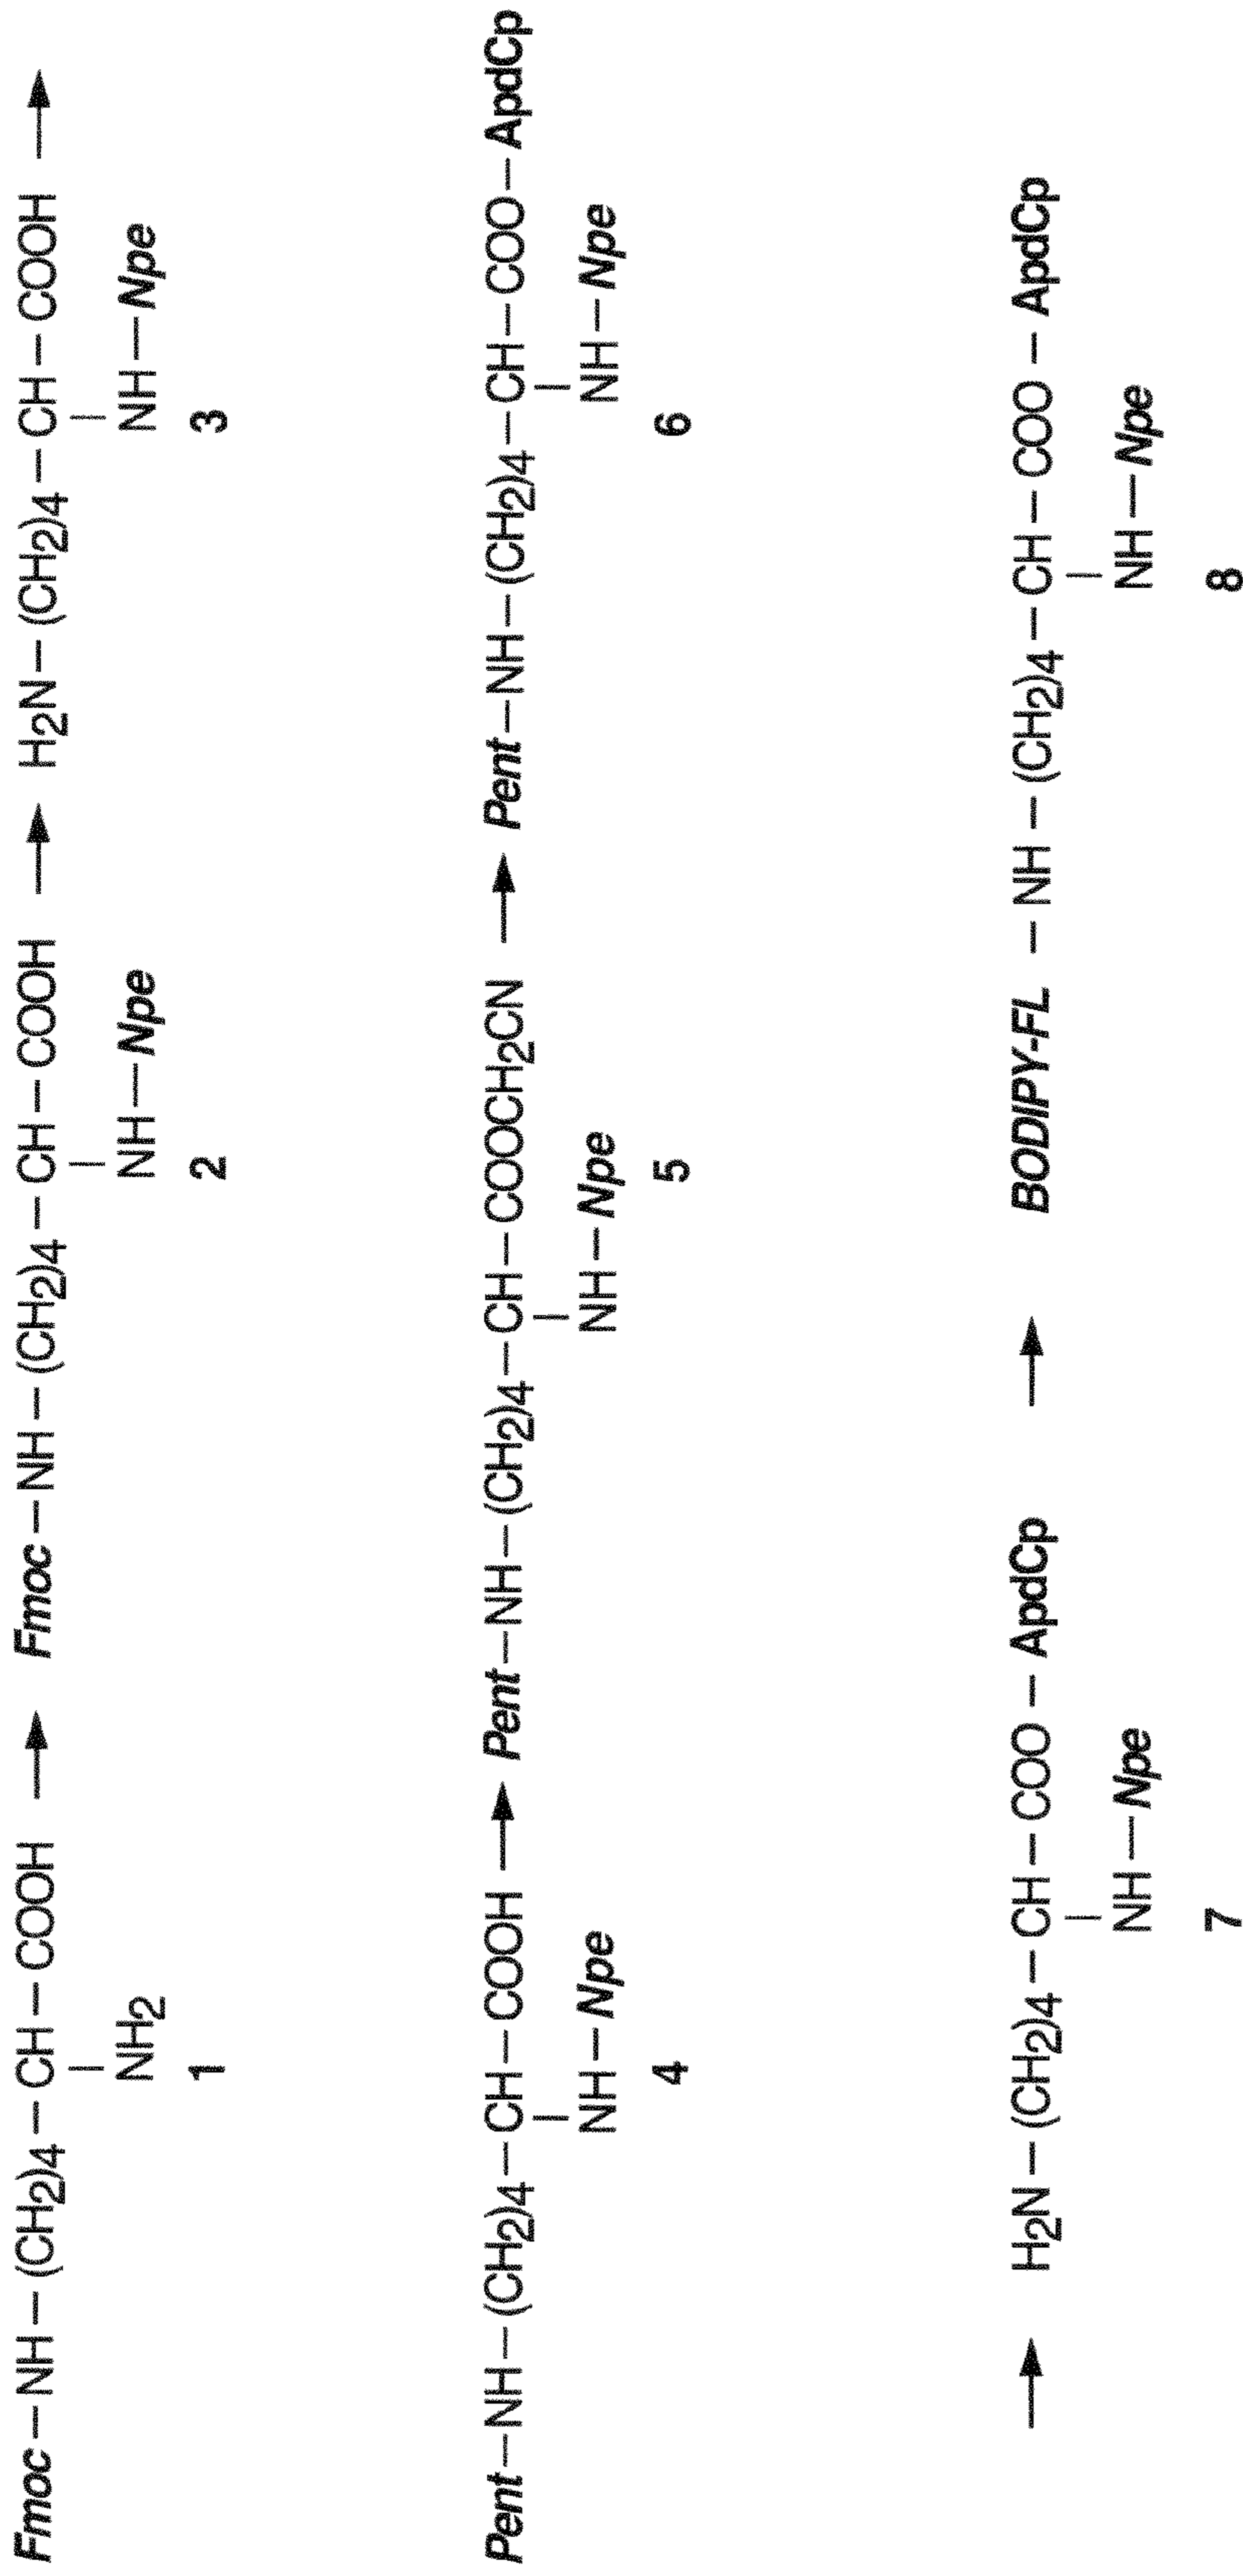 Fmoc — NH — (CH2)4 — CH — COOH → Fmoc — NH — (CH2)4 — CH — COOH → H2N — (CH2)4 — CH — COOH →
NH2 NH — Npe NH — Npe
1 2 3
Pent — NH — (CH2)4 — CH — COOH → Pent — NH — (CH2)4 — CH — COOCH2CN → Pent — NH — (CH2)4 — CH — COO — ApdCp
NH — Npe NH — Npe NH — Npe
4 5 6
→ H2N — (CH2)4 — CH — COO — ApdCp → BODIPY-FL — NH — (CH2)4 — CH — COO — ApdCp
NH — Npe NH — Npe
7 8